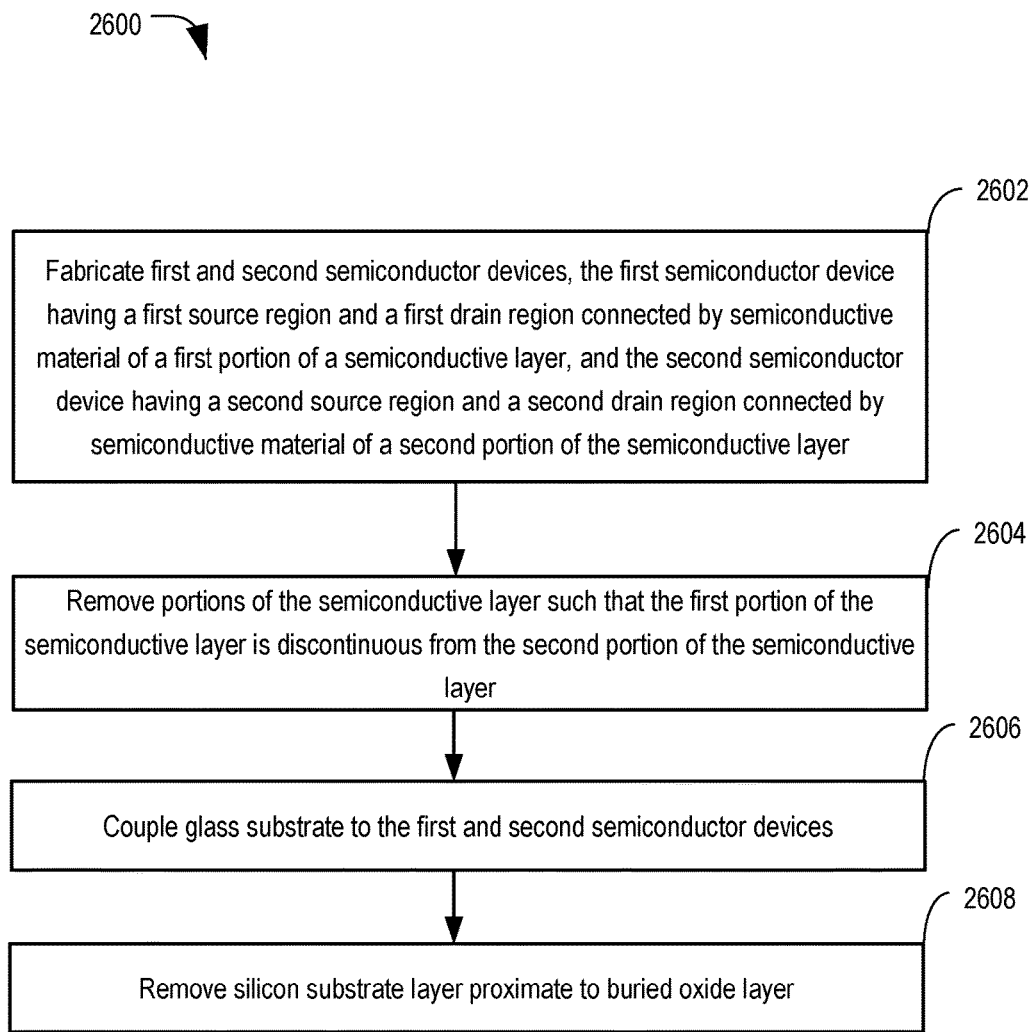 2600
2602
Fabricate first and second semiconductor devices, the first semiconductor device
having a first source region and a first drain region connected by semiconductive
material of a first portion of a semiconductive layer, and the second semiconductor
device having a second source region and a second drain region connected by
semiconductive material of a second portion of the semiconductive layer
2604
Remove portions of the semiconductive layer such that the first portion of the
semiconductive layer is discontinuous from the second portion of the semiconductive
layer
2606
Couple glass substrate to the first and second semiconductor devices
2608
Remove silicon substrate layer proximate to buried oxide layer